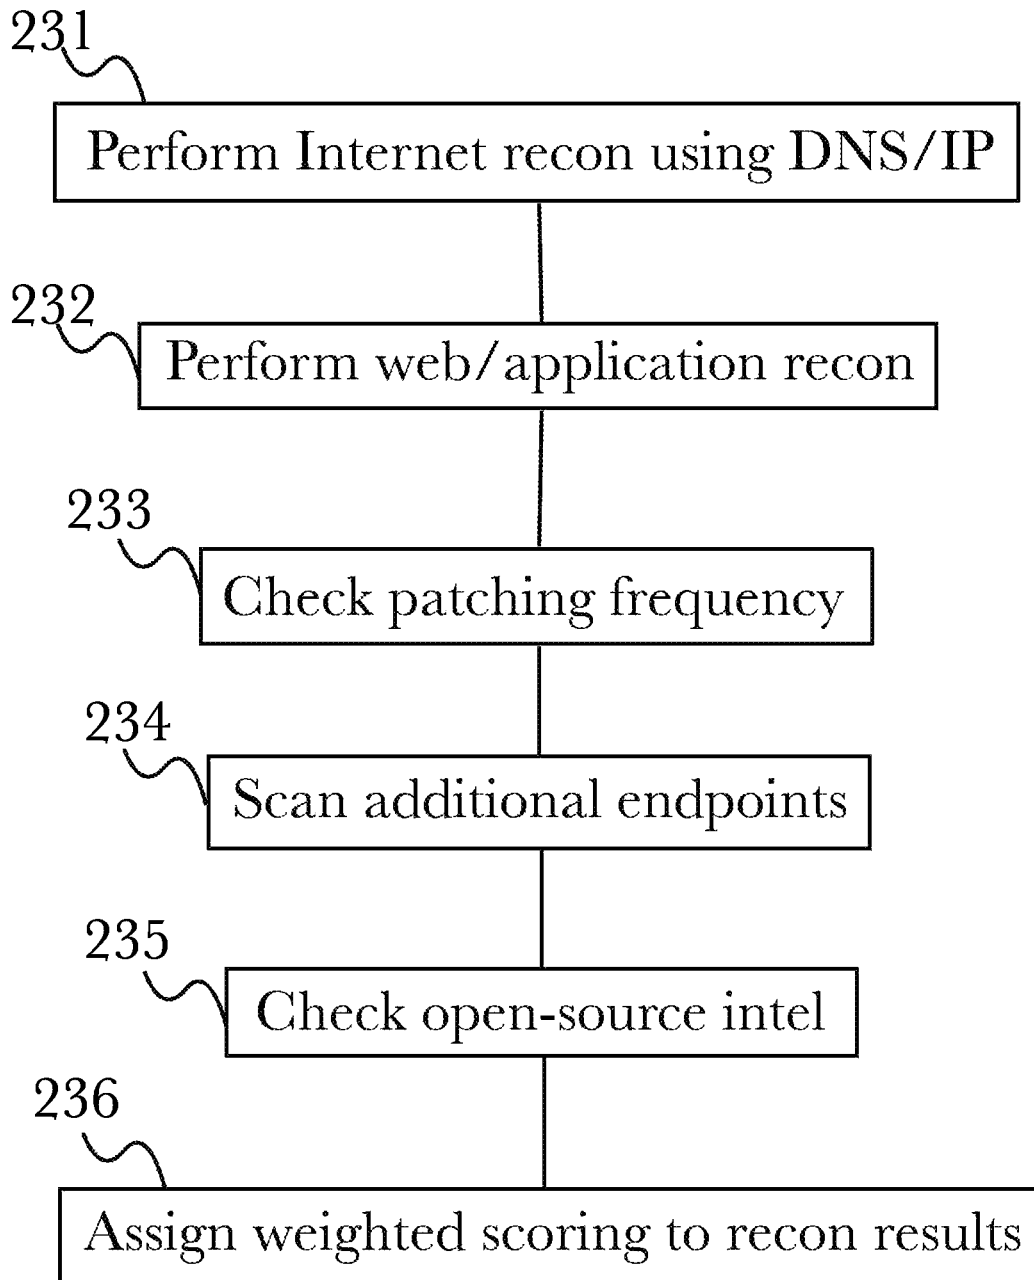 231
Perform Internet recon using DNS/IP
232
Perform web/application recon
233
Check patching frequency
234
Scan additional endpoints
235
Check open-source intel
236
Assign weighted scoring to recon results